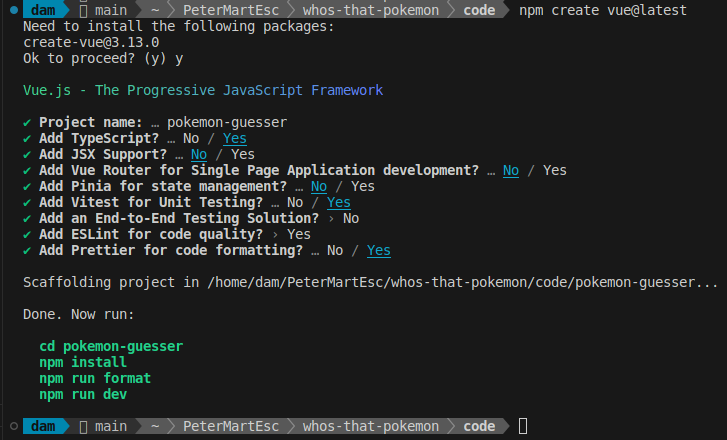 dam main ~ PeterMartEsc whos-that-pokemon code npm create vue@latest
Need to install the following packages:
create-vue@3.13.0
Ok to proceed? (y) y
Vue.js - The Progressive JavaScript Framework
✔ Project name: … pokemon-guesser
✔ Add TypeScript? … No / Yes
✔ Add JSX Support? … No / Yes
✔ Add Vue Router for Single Page Application development? … No / Yes
✔ Add Pinia for state management? … No / Yes
✔ Add Vitest for Unit Testing? … No / Yes
✔ Add an End-to-End Testing Solution? › No
✔ Add ESLint for code quality? › Yes
✔ Add Prettier for code formatting? … No / Yes
Scaffolding project in /home/dam/PeterMartEsc/whos-that-pokemon/code/pokemon-guesser...
Done. Now run:
cd pokemon-guesser
npm install
npm run format
npm run dev
dam main ~ PeterMartEsc whos-that-pokemon code